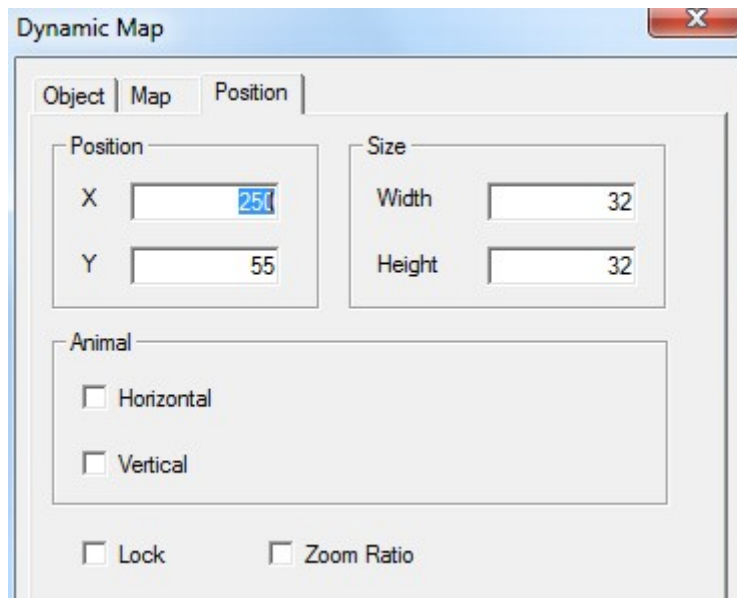 Dynamic Map
Object Map Position
Position
X 250
Y 55
Size
Width 32
Height 32
Animal
Horizontal
Vertical
Lock Zoom Ratio